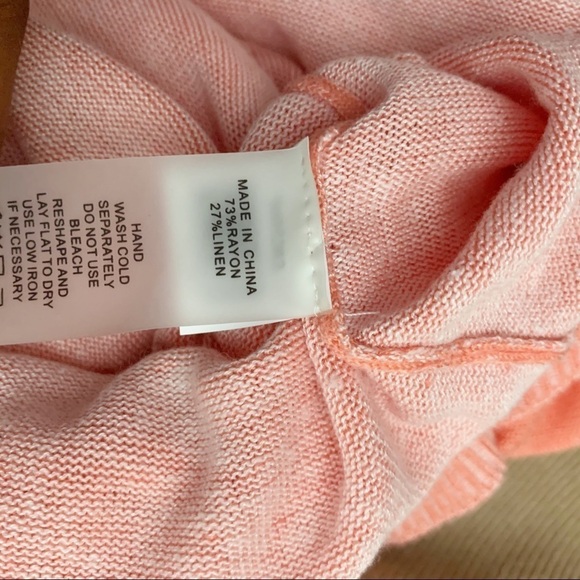 MADE IN CHINA
73%RAYON
27%LINEN
HAND
WASH COLD
SEPARATELY
DO NOT USE
BLEACH
RESHAPE AND
LAY FLAT TO DRY
USE LOW IRON
IF NECESSARY